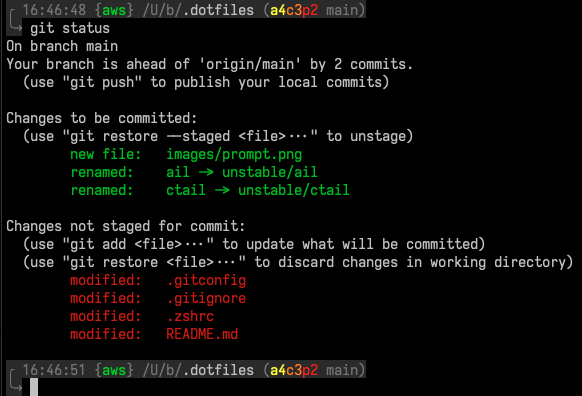 16:46:48 {aws} /U/b/.dotfiles (a4c3p2 main)
git status
On branch main
Your branch is ahead of 'origin/main' by 2 commits.
(use "git push" to publish your local commits)
Changes to be committed:
(use "git restore --staged <file>..." to unstage)
new file:   images/prompt.png
renamed:    ail -> unstable/ail
renamed:    ctail -> unstable/ctail
Changes not staged for commit:
(use "git add <file>..." to update what will be committed)
(use "git restore <file>..." to discard changes in working directory)
modified:   .gitconfig
modified:   .gitignore
modified:   .zshrc
modified:   README.md
16:46:51 {aws} /U/b/.dotfiles (a4c3p2 main)